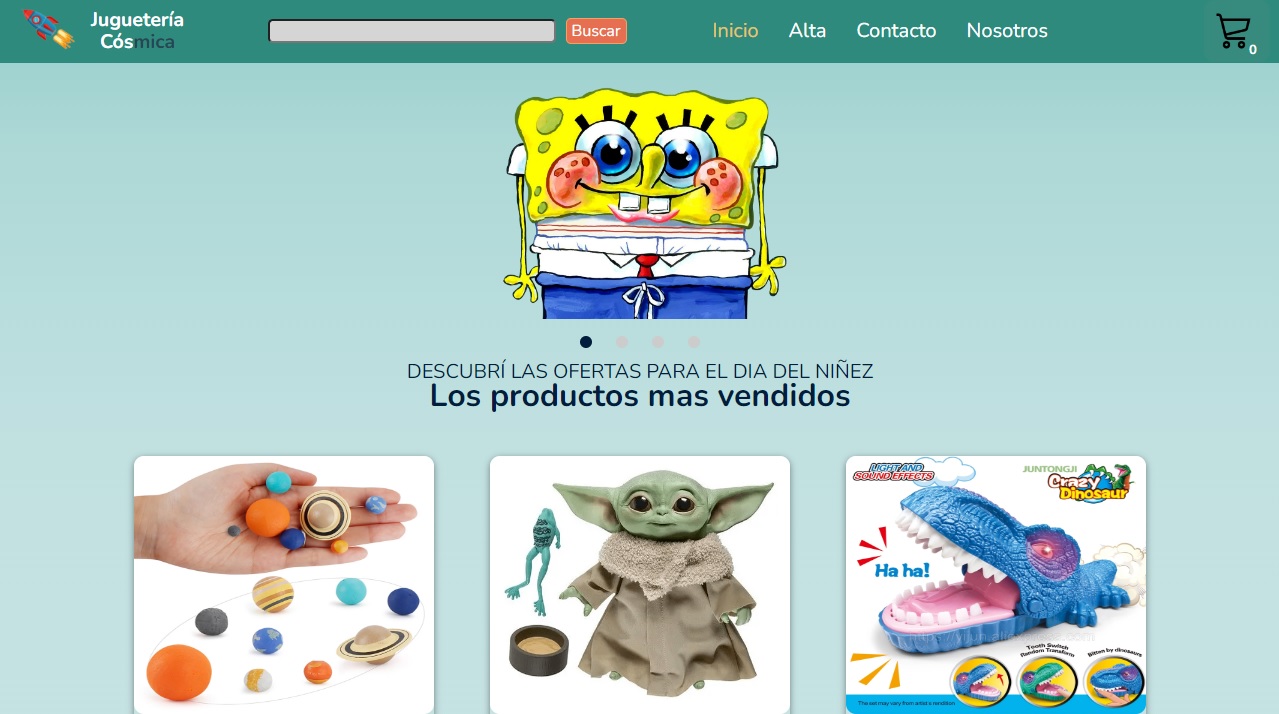 Juguetería
Cósmica
Buscar
Inicio
Alta
Contacto
Nosotros
0
DESCUBRÍ LAS OFERTAS PARA EL DIA DEL NIÑEZ
Los productos mas vendidos
LIGHT AND
SOUND EFFECTS
JUNTONGJI
Crazy
Dinosaur
Ha ha!
Tooth Switch
Random Transform
Bitten by dinosaurs
The set may vary from artist's rendition